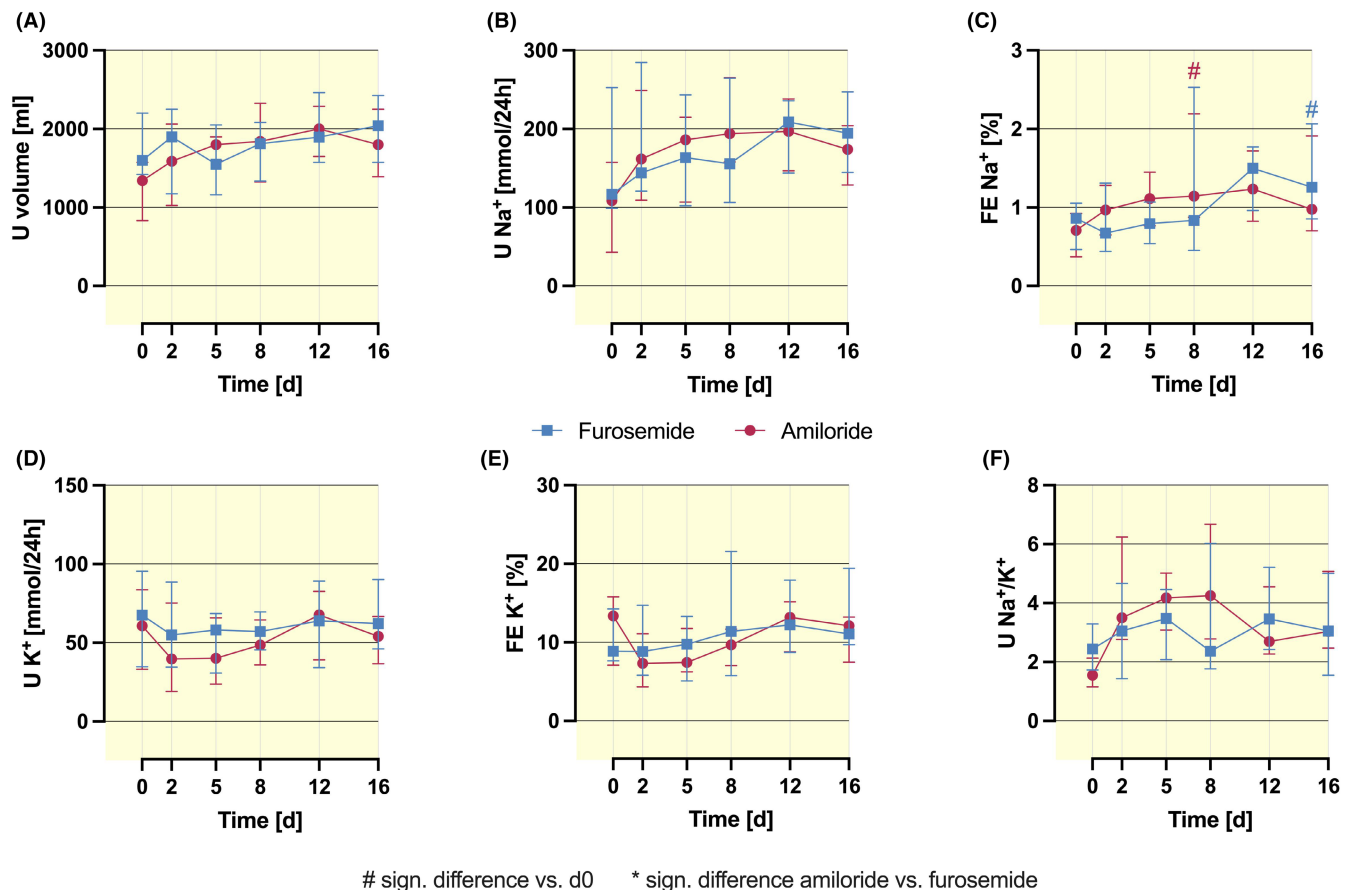 (A)
3000
2000
1000
0
U volume [ml]
0 2 5 8 12 16
Time [d]
(B)
300
200
100
0
U Na⁺ [mmol/24h]
0 2 5 8 12 16
Time [d]
(C)
3
2
1
0
FE Na⁺ [%]
#
#
0 2 5 8 12 16
Time [d]
Furosemide Amiloride
(D)
150
100
50
0
U K⁺ [mmol/24h]
0 2 5 8 12 16
Time [d]
(E)
30
20
10
0
FE K⁺ [%]
0 2 5 8 12 16
Time [d]
(F)
8
6
4
2
0
U Na⁺/K⁺
0 2 5 8 12 16
Time [d]
# sign. difference vs. d0 * sign. difference amiloride vs. furosemide